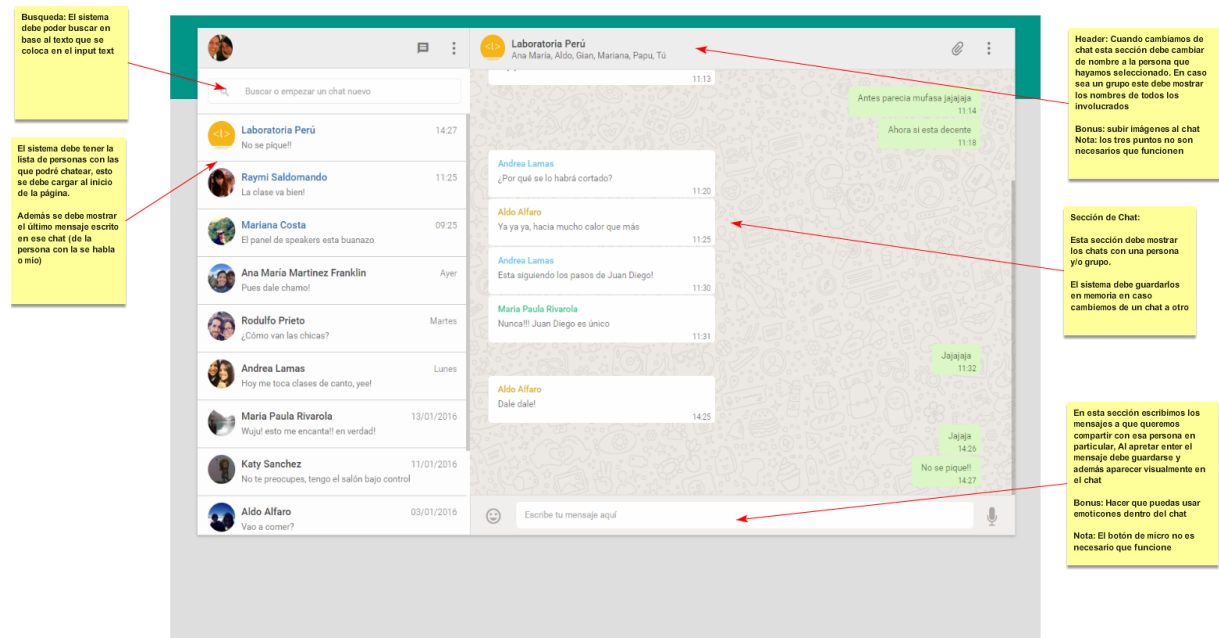 Busqueda: El sistema
debe poder buscar en
base al texto que se
coloca en el input text
El sistema debe tener la
lista de personas con las
que podré chatear, esto
se debe cargar al inicio
de la página.
Además se debe mostrar
el último mensaje escrito
en ese chat (de la
persona con la se habla
o mio)
Buscar o empezar un chat nuevo
Laboratoria Perú 14:27
No se pique!!
Raymi Saldomando 11:25
La clase va bien!
Mariana Costa 09:25
El panel de speakers esta buanazo
Ana María Martinez Franklin Ayer
Pues dale chamo!
Rodulfo Prieto Martes
¿Cómo van las chicas?
Andrea Lamas Lunes
Hoy me toca clases de canto, yee!
Maria Paula Rivarola 13/01/2016
Wuju! esto me encanta!! en verdad!
Katy Sanchez 11/01/2016
No te preocupes, tengo el salón bajo control
Aldo Alfaro 03/01/2016
Vao a comer?
Laboratoria Perú
Ana María, Aldo, Gian, Mariana, Papu, Tú
11:13
Antes parecia mufasa jajajaja
11:14
Ahora si esta decente
11:18
Andrea Lamas
¿Por qué se lo habrá cortado?
11:20
Aldo Alfaro
Ya ya ya, hacia mucho calor que más
11:25
Andrea Lamas
Esta siguiendo los pasos de Juan Diego!
11:30
Maria Paula Rivarola
Nunca!!! Juan Diego es único
11:31
Jajajaja
11:32
Aldo Alfaro
Dale dale!
14:25
Jajaja
14:26
No se pique!!
14:27
Escribe tu mensaje aquí
Header: Cuando cambiamos de
chat esta sección debe cambiar
de nombre a la persona que
hayamos seleccionado. En caso
sea un grupo este debe mostrar
los nombres de todos los
involucrados
Bonus: subir imágenes al chat
Nota: los tres puntos no son
necesarios que funcionen
Sección de Chat:
Esta sección debe mostrar
los chats con una persona
y/o grupo.
El sistema debe guardarlos
en memoria en caso
cambiemos de un chat a otro
En esta sección escribimos los
mensajes a que queremos
compartir con esa persona en
particular, Al apretar enter el
mensaje debe guardarse y
además aparecer visualmente en
el chat
Bonus: Hacer que puedas usar
emoticones dentro del chat
Nota: El botón de micro no es
necesario que funcione